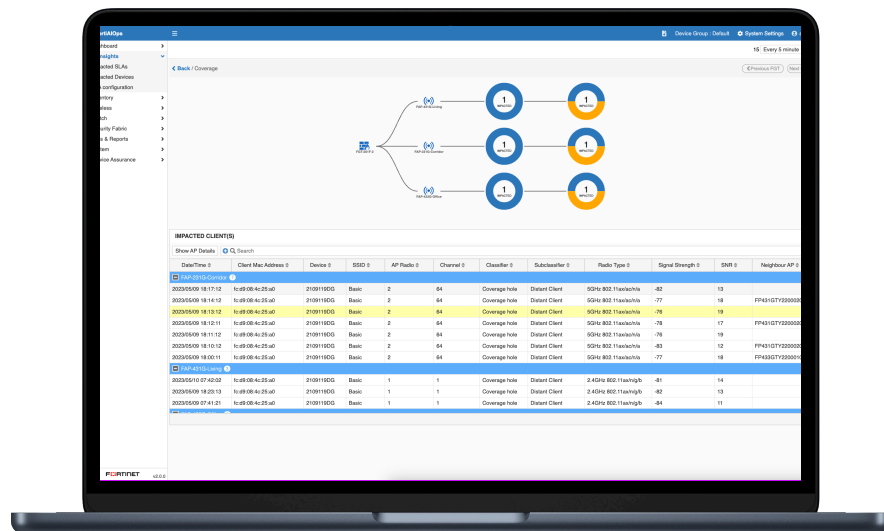 rtiAIOps
Device Group : Default System Settings
shboard
sights
15 Every 5 minute
acted SLAs
Back / Coverage
Previous FGT Next
acted Devices
configuration
entory
eless
tch
urity Fabric
s & Reports
tem
vice Assurance
1 IMPACTED 1 IMPACTED
FAP-231G-Corridor 1 IMPACTED 1 IMPACTED
1 IMPACTED 1 IMPACTED
IMPACTED CLIENT(S)
Show AP Details Search
Date/Time Client Mac Address Device SSID AP Radio Channel Classifier Subclassifier Radio Type Signal Strength SNR Neighbour AP
FAP-231G-Corridor
2023/05/09 18:17:12 fc:d9:08:4c:25:a0 2109119DG Basic 2 64 Coverage hole Distant Client 5GHz 802.11ax/ac/n/a -82 13
2023/05/09 18:14:12 fc:d9:08:4c:25:a0 2109119DG Basic 2 64 Coverage hole Distant Client 5GHz 802.11ax/ac/n/a -77 18 FP431GTY2200020
2023/05/09 18:13:12 fc:d9:08:4c:25:a0 2109119DG Basic 2 64 Coverage hole Distant Client 5GHz 802.11ax/ac/n/a -76 19
2023/05/09 18:12:11 fc:d9:08:4c:25:a0 2109119DG Basic 2 64 Coverage hole Distant Client 5GHz 802.11ax/ac/n/a -78 17 FP431GTY2200020
2023/05/09 18:11:12 fc:d9:08:4c:25:a0 2109119DG Basic 2 64 Coverage hole Distant Client 5GHz 802.11ax/ac/n/a -76 19
2023/05/09 18:10:12 fc:d9:08:4c:25:a0 2109119DG Basic 2 64 Coverage hole Distant Client 5GHz 802.11ax/ac/n/a -83 12 FP431GTY2200020
2023/05/09 18:00:11 fc:d9:08:4c:25:a0 2109119DG Basic 2 64 Coverage hole Distant Client 5GHz 802.11ax/ac/n/a -77 18 FP433GTY2200010
FAP-431G-Living
2023/05/10 07:42:02 fc:d9:08:4c:25:a0 2109119DG Basic 1 1 Coverage hole Distant Client 2.4GHz 802.11ax/n/g/b -81 14
2023/05/09 18:23:13 fc:d9:08:4c:25:a0 2109119DG Basic 1 1 Coverage hole Distant Client 2.4GHz 802.11ax/n/g/b -82 13
2023/05/09 07:41:21 fc:d9:08:4c:25:a0 2109119DG Basic 1 1 Coverage hole Distant Client 2.4GHz 802.11ax/n/g/b -84 11
FORTINET v2.0.0